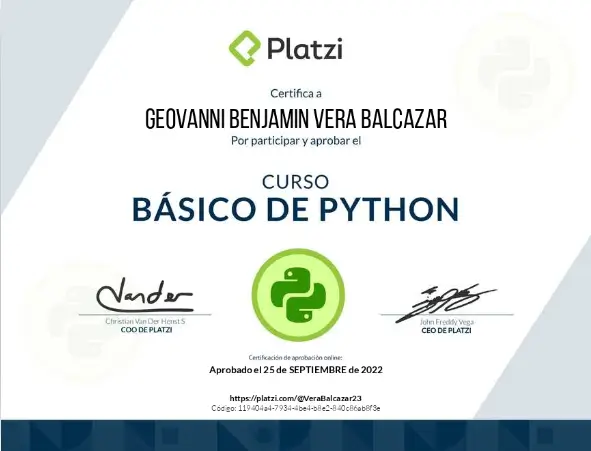 Platzi
Certifica a
GEOVANNI BENJAMIN VERA BALCAZAR
Por participar y aprobar el
CURSO
BÁSICO DE PYTHON
Christian Van Der Henst S
COO DE PLATZI
John Freddy Vega
CEO DE PLATZI
Certificación de aprobación online:
Aprobado el 25 de SEPTIEMBRE de 2022
https://platzi.com/@VeraBalcazar23
Código: 119404a4-7934-4be4-b8e2-840c86ab8f3e